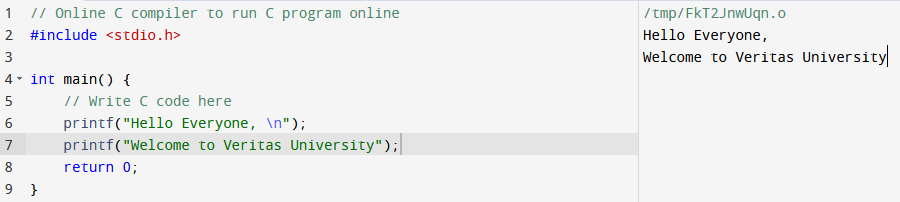 1 // Online C compiler to run C program online
2 #include <stdio.h>
3
4 int main() {
5     // Write C code here
6     printf("Hello Everyone, \n");
7     printf("Welcome to Veritas University");
8     return 0;
9 }
/tmp/FkT2JnwUqn.o
Hello Everyone,
Welcome to Veritas University